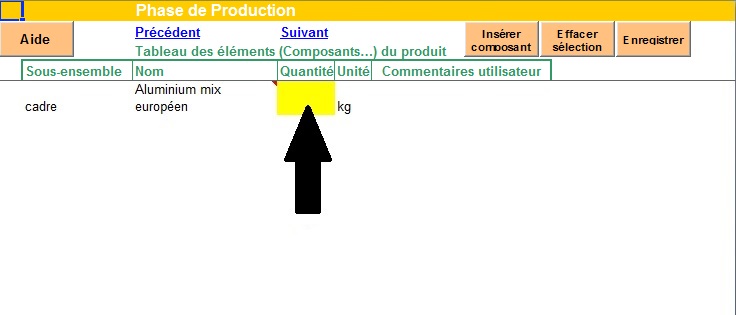 Phase de Production
Aide
Précédent
Suivant
Insérer
composant
Effacer
sélection
Enregistrer
Tableau des éléments (Composants...) du produit
Sous-ensemble Nom Quantité Unité Commentaires utilisateur
Aluminium mix
cadre européen kg